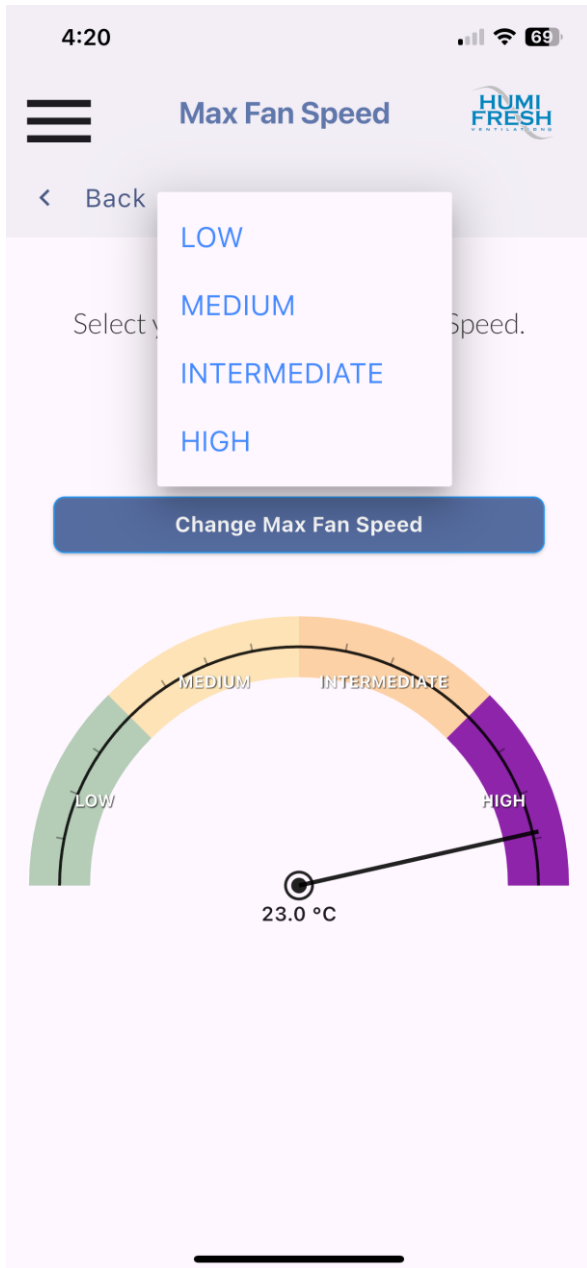 4:20
69
Max Fan Speed
HUMI
FRESH
VENTILATIONS
Back
LOW
MEDIUM
Select
Speed.
INTERMEDIATE
HIGH
Change Max Fan Speed
MEDIUM
INTERMEDIATE
LOW
HIGH
23.0 °C